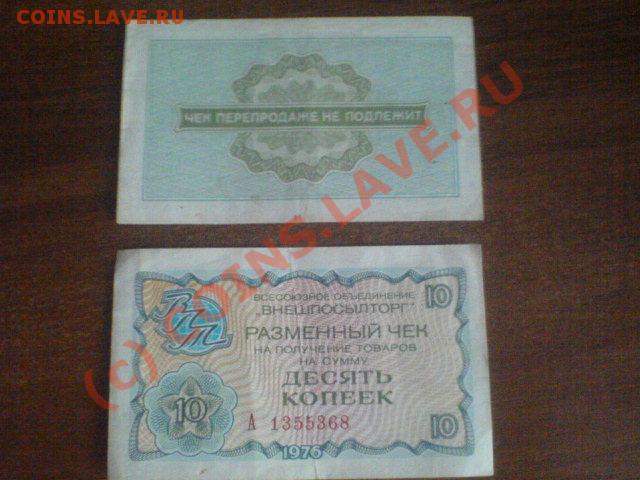 COINS.LAVE.RU
ЧЕК ПЕРЕПРОДАЖЕ НЕ ПОДЛЕЖИТ
(c) COINS.LAVE.RU
ВПТ
ВСЕСОЮЗНОЕ ОБЪЕДИНЕНИЕ
"ВНЕШПОСЫЛТОРГ"
10
РАЗМЕННЫЙ ЧЕК
НА ПОЛУЧЕНИЕ ТОВАРОВ
НА СУММУ
ДЕСЯТЬ
КОПЕЕК
10
А 1355368
10
1976